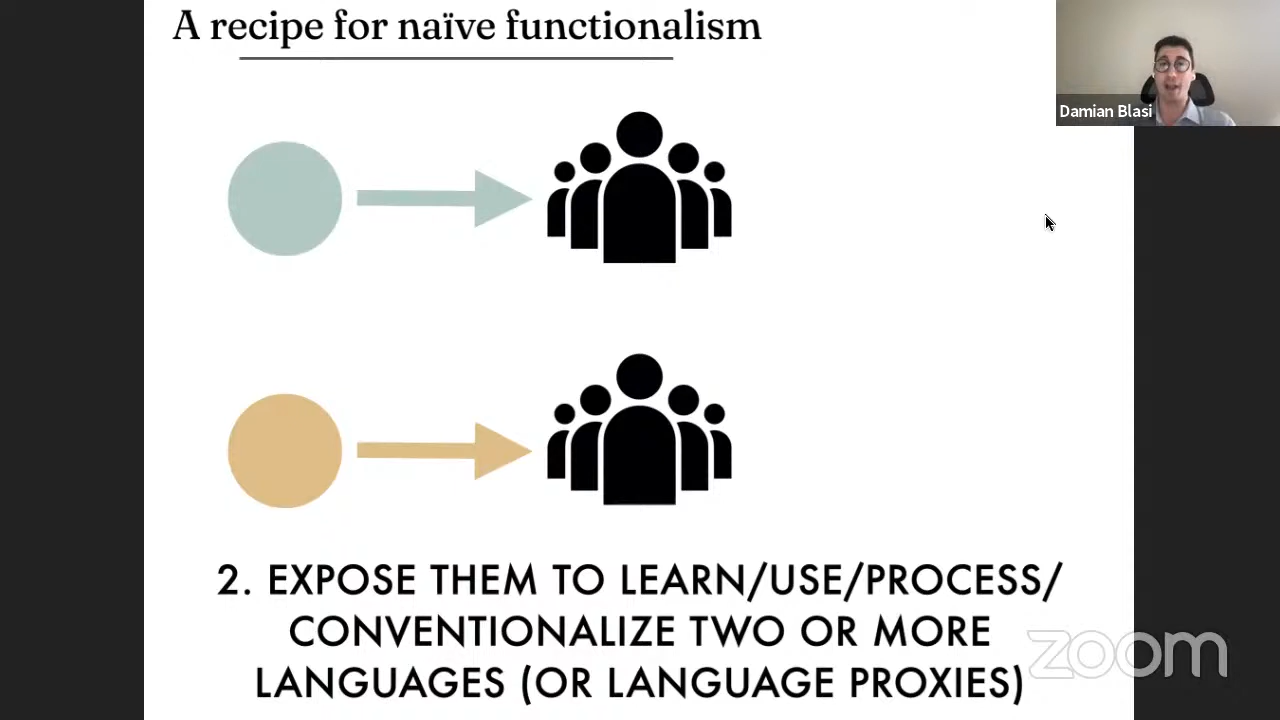 A recipe for naïve functionalism
Damian Blasi
2. EXPOSE THEM TO LEARN/USE/PROCESS/
CONVENTIONALIZE TWO OR MORE
LANGUAGES (OR LANGUAGE PROXIES)
zoom